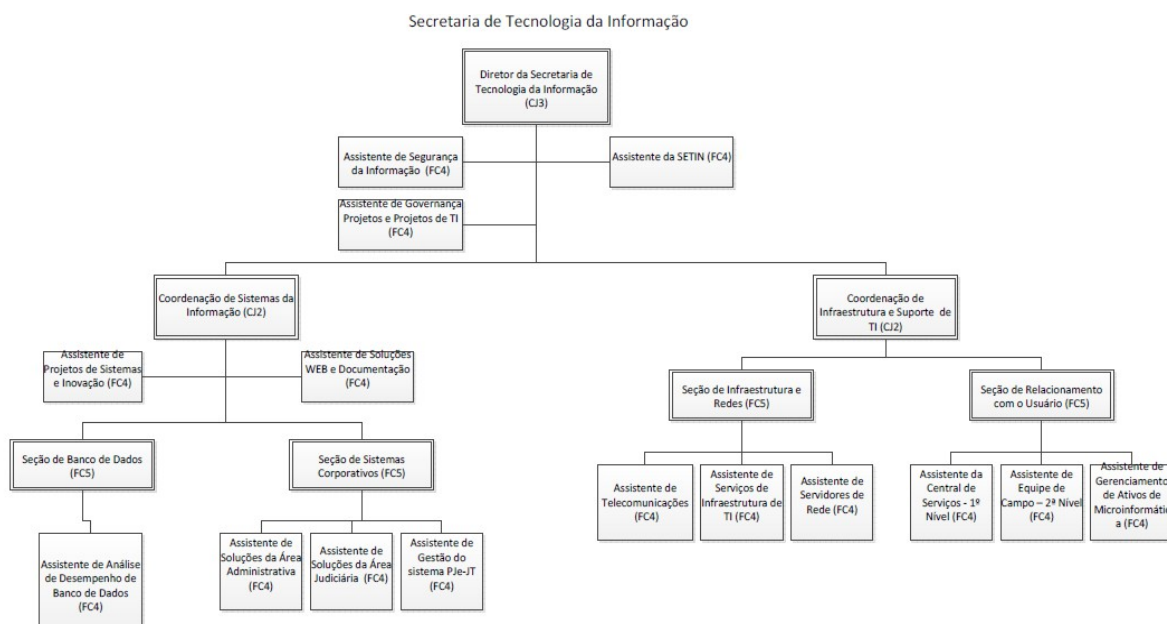 Secretaria de Tecnologia da Informação
Diretor da Secretaria de
Tecnologia da Informação
(CJ3)
Assistente de Segurança
da Informação (FC4)
Assistente da SETIN (FC4)
Assistente de Governança
Projetos e Projetos de TI
(FC4)
Coordenação de Sistemas da
Informação (CJ2)
Coordenação de
Infraestrutura e Suporte de
TI (CJ2)
Assistente de
Projetos de Sistemas
e Inovação (FC4)
Assistente de Soluções
WEB e Documentação
(FC4)
Seção de Infraestrutura e
Redes (FC5)
Seção de Relacionamento
com o Usuário (FC5)
Seção de Banco de Dados
(FC5)
Seção de Sistemas
Corporativos (FC5)
Assistente de
Telecomunicações
(FC4)
Assistente de
Serviços de
Infraestrutura de
TI (FC4)
Assistente de
Servidores de
Rede (FC4)
Assistente da
Central de
Serviços - 1º
Nível (FC4)
Assistente de
Equipe de
Campo – 2ª Nível
(FC4)
Assistente de
Gerenciamento
de Ativos de
Microinformátic
a (FC4)
Assistente de Análise
de Desempenho de
Banco de Dados
(FC4)
Assistente de
Soluções da Área
Administrativa
(FC4)
Assistente de
Soluções da Área
Judiciária (FC4)
Assistente de
Gestão do
sistema PJe-JT
(FC4)